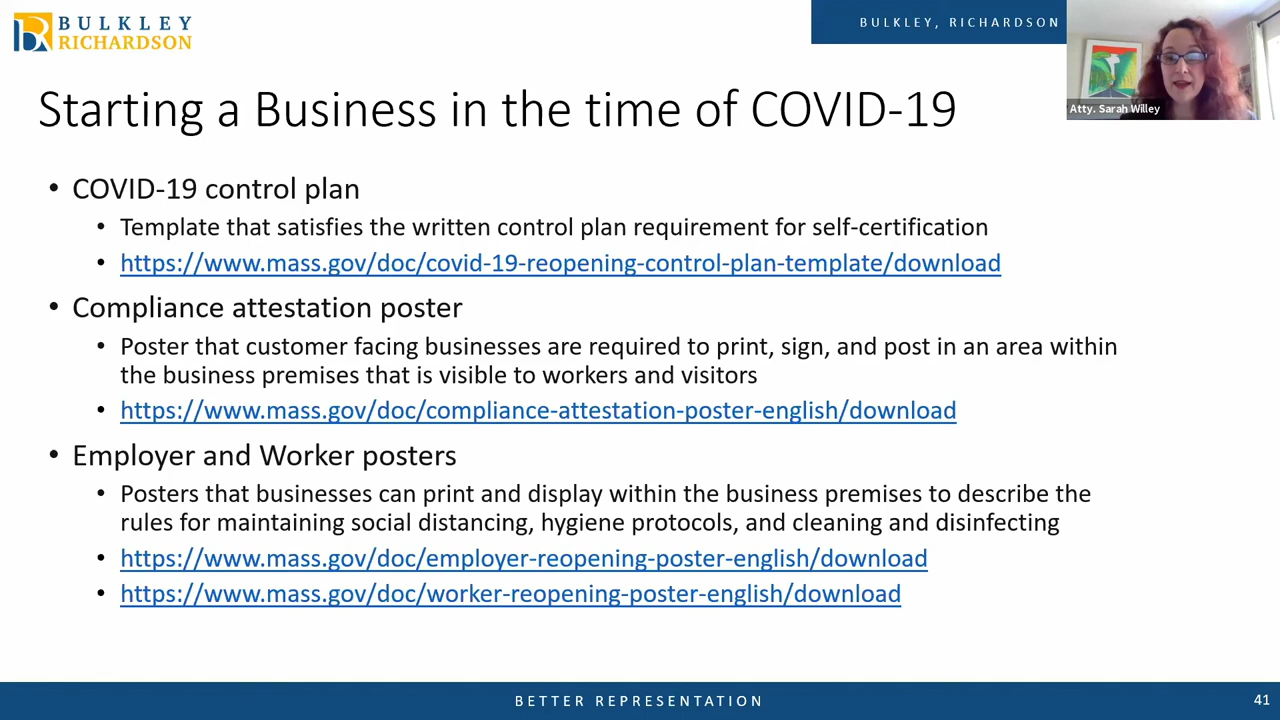 BULKLEY
RICHARDSON
BULKLEY, RICHARDSON
Atty. Sarah Willey
Starting a Business in the time of COVID-19
• COVID-19 control plan
• Template that satisfies the written control plan requirement for self-certification
• https://www.mass.gov/doc/covid-19-reopening-control-plan-template/download
• Compliance attestation poster
• Poster that customer facing businesses are required to print, sign, and post in an area within
the business premises that is visible to workers and visitors
• https://www.mass.gov/doc/compliance-attestation-poster-english/download
• Employer and Worker posters
• Posters that businesses can print and display within the business premises to describe the
rules for maintaining social distancing, hygiene protocols, and cleaning and disinfecting
• https://www.mass.gov/doc/employer-reopening-poster-english/download
• https://www.mass.gov/doc/worker-reopening-poster-english/download
BETTER REPRESENTATION
41